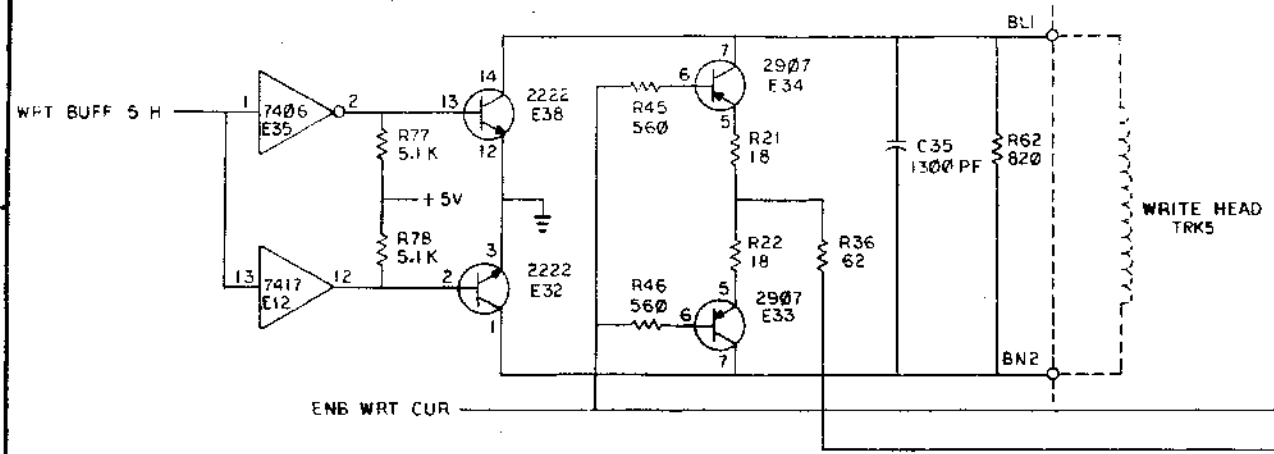 BL1
WRT BUFF 5 H
1
7406
E35
2
13
14
2222
E38
12
R77
5.1K
+5V
R78
5.1K
13
7417
E12
12
2
3
2222
E32
1
7
6
2907
E34
5
R45
560
R21
18
R22
18
R46
560
6
5
2907
E33
7
R36
62
C35
1300 PF
R62
820
WRITE HEAD
TRK5
BN2
ENB WRT CUR